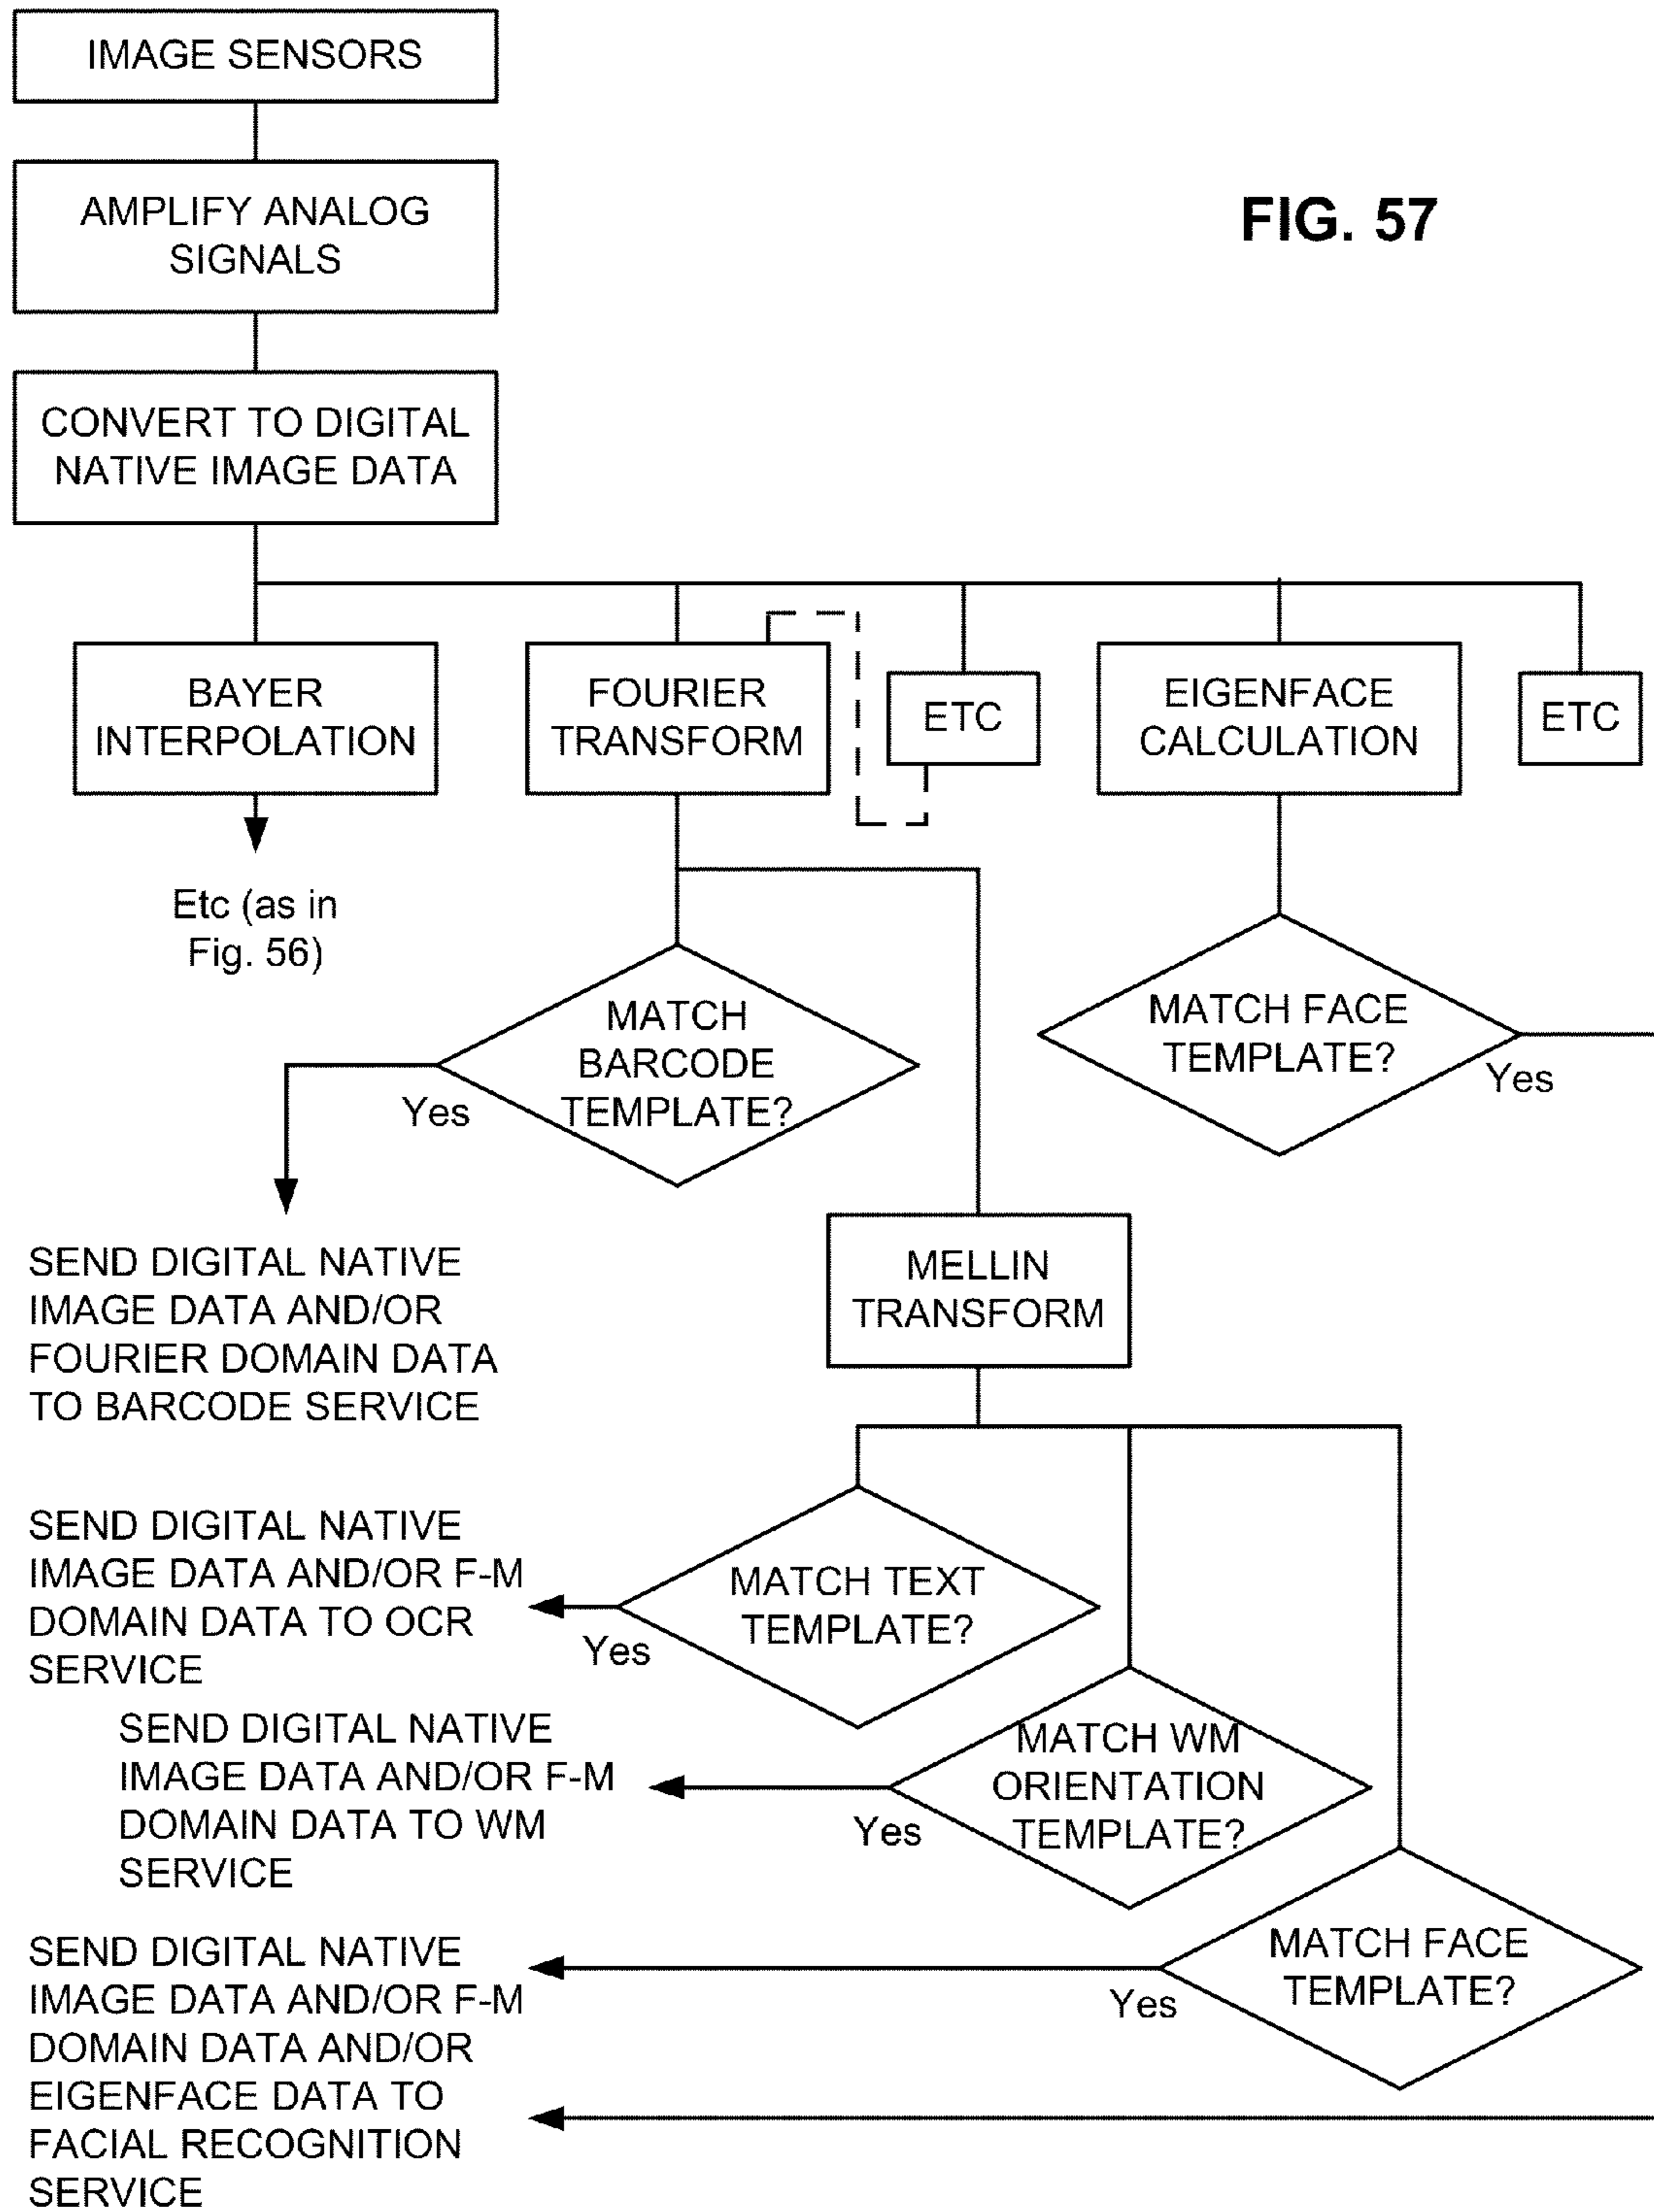 IMAGE SENSORS
AMPLIFY ANALOG
SIGNALS
FIG. 57
CONVERT TO DIGITAL
NATIVE IMAGE DATA
BAYER
INTERPOLATION
FOURIER
TRANSFORM
ETC
EIGENFACE
CALCULATION
ETC
Etc (as in
Fig. 56)
MATCH
BARCODE
TEMPLATE?
Yes
MATCH FACE
TEMPLATE?
Yes
SEND DIGITAL NATIVE
IMAGE DATA AND/OR
FOURIER DOMAIN DATA
TO BARCODE SERVICE
MELLIN
TRANSFORM
SEND DIGITAL NATIVE
IMAGE DATA AND/OR F-M
DOMAIN DATA TO OCR
SERVICE
Yes
MATCH TEXT
TEMPLATE?
SEND DIGITAL NATIVE
IMAGE DATA AND/OR F-M
DOMAIN DATA TO WM
SERVICE
Yes
MATCH WM
ORIENTATION
TEMPLATE?
SEND DIGITAL NATIVE
IMAGE DATA AND/OR F-M
DOMAIN DATA AND/OR
EIGENFACE DATA TO
FACIAL RECOGNITION
SERVICE
Yes
MATCH FACE
TEMPLATE?